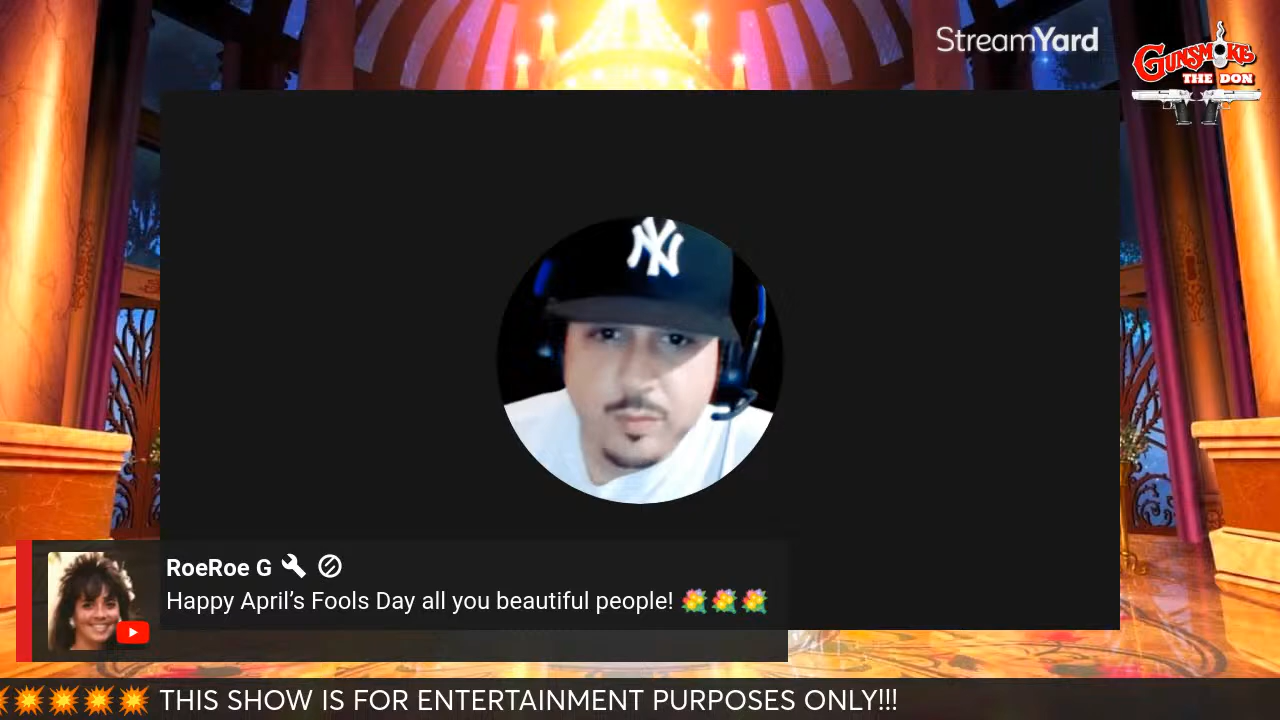 StreamYard
GUNSMOKE
THE DON
NY
RoeRoe G
Happy April’s Fools Day all you beautiful people! 💐💐💐
💥💥💥💥💥 THIS SHOW IS FOR ENTERTAINMENT PURPOSES ONLY!!!